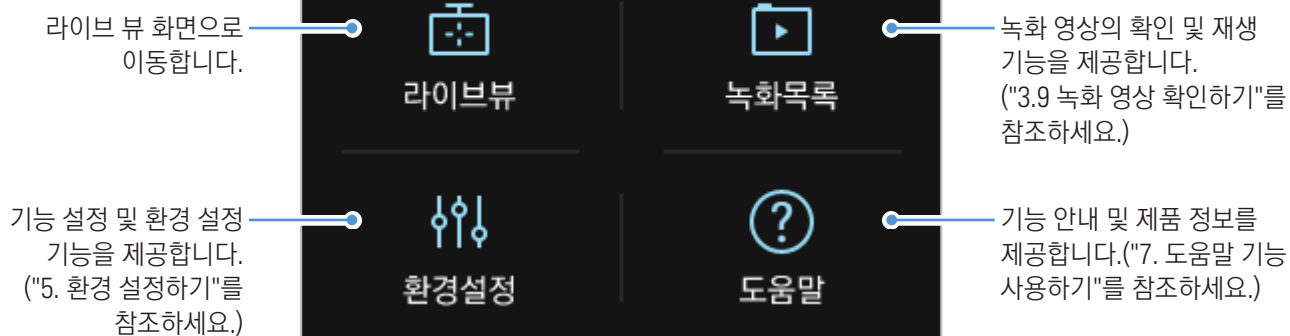 라이브 뷰 화면으로
이동합니다.
라이브뷰
녹화목록
녹화 영상의 확인 및 재생
기능을 제공합니다.
("3.9 녹화 영상 확인하기"를
참조하세요.)
기능 설정 및 환경 설정
기능을 제공합니다.
("5. 환경 설정하기"를
참조하세요.)
환경설정
도움말
기능 안내 및 제품 정보를
제공합니다.("7. 도움말 기능
사용하기"를 참조하세요.)